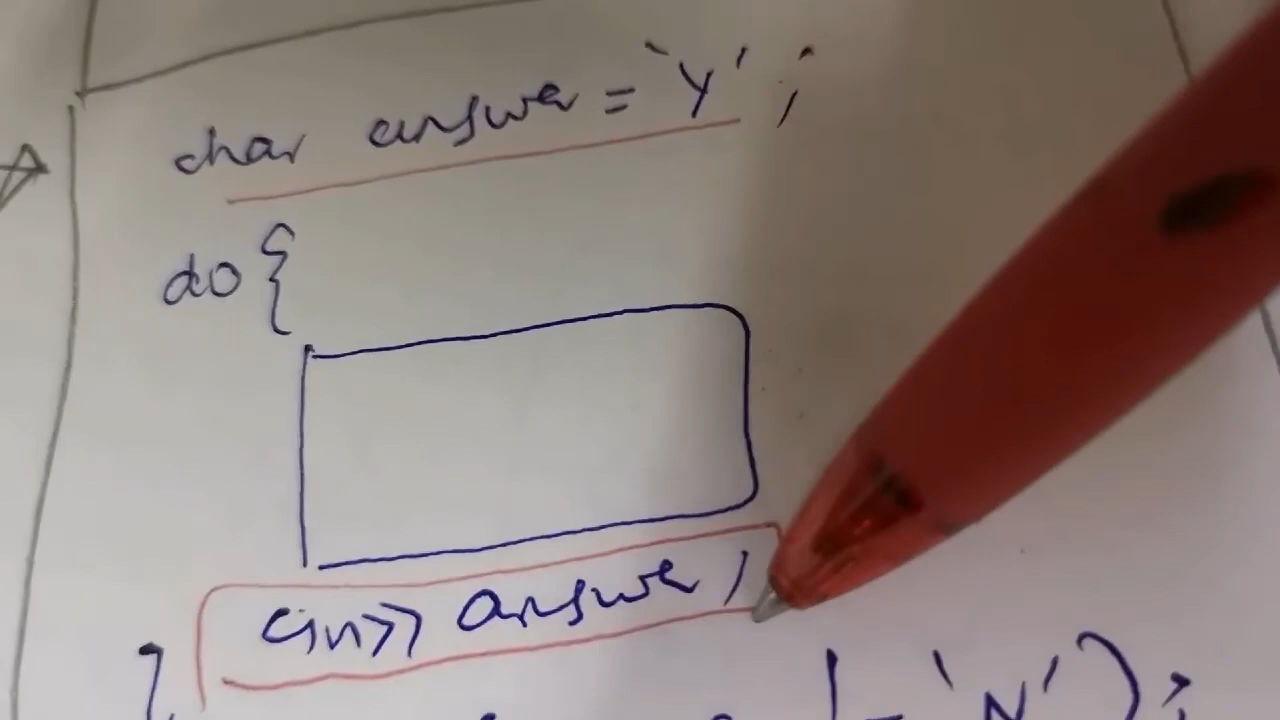 char answer = 'Y' ;
do {
cin>> answer ;
} != 'N') ;